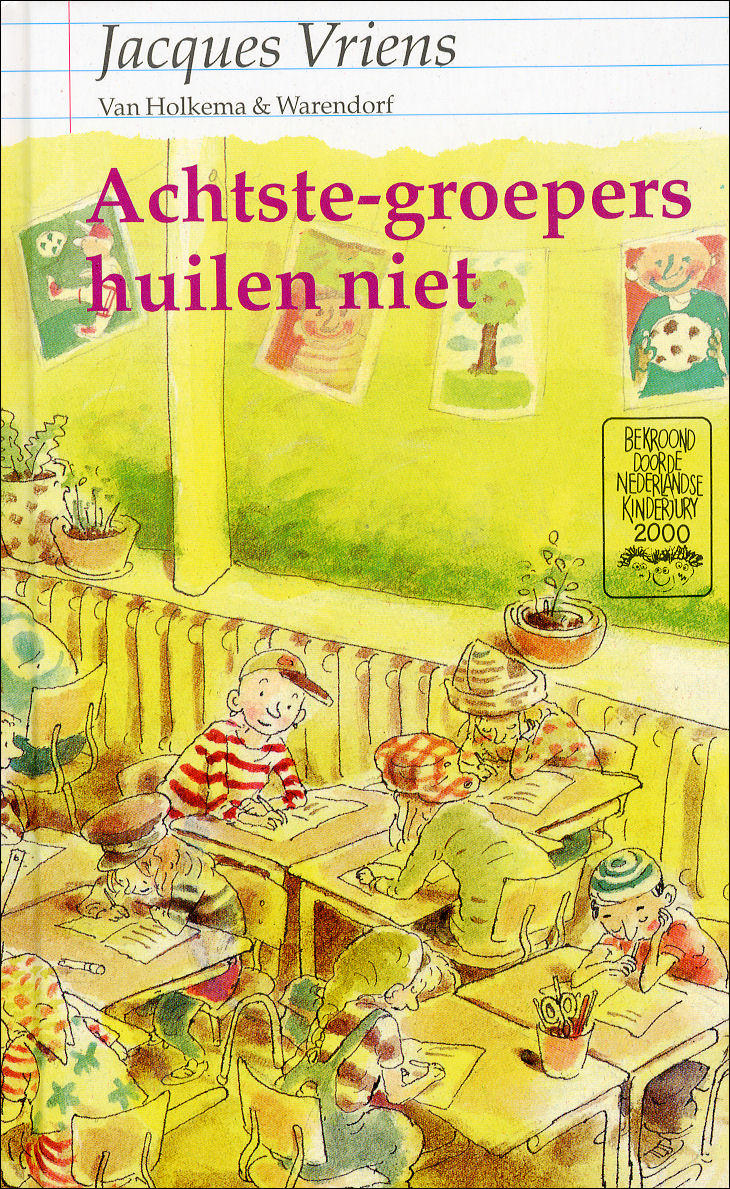 Jacques Vriens
Van Holkema & Warendorf
Achtste-groepers
huilen niet
BEKROOND
DOOR DE
NEDERLANDSE
KINDERJURY
2000